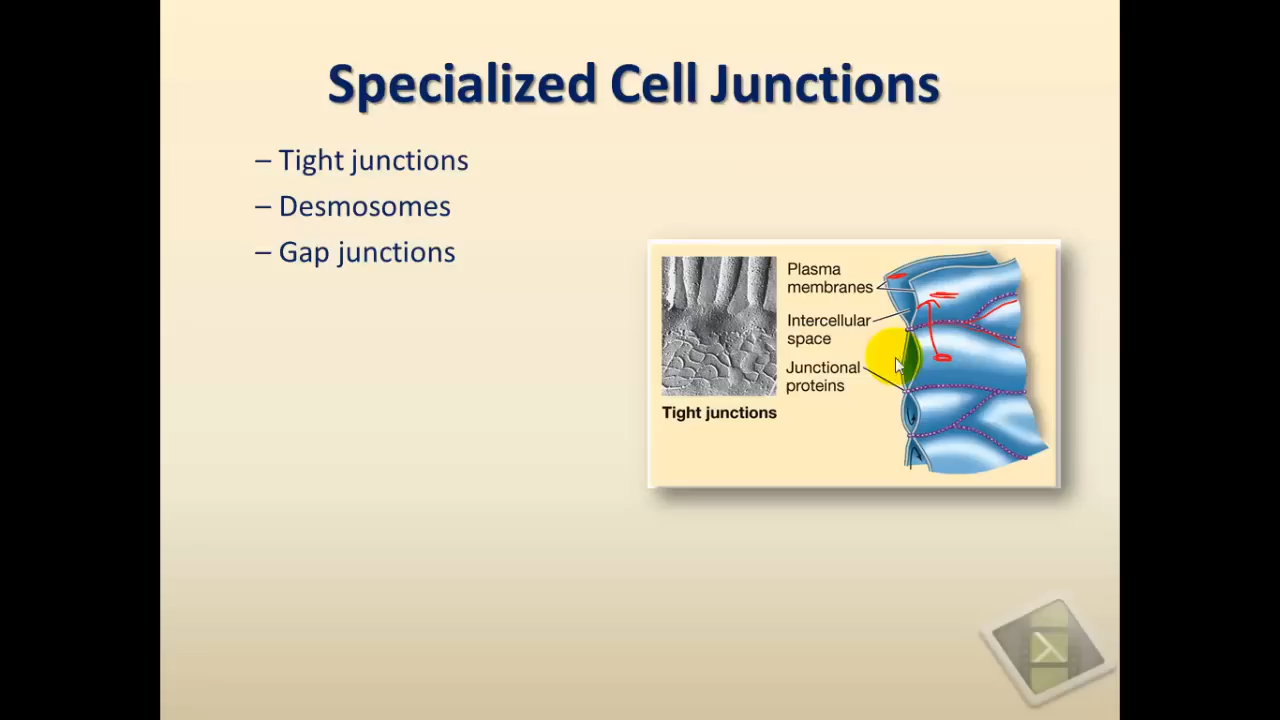 Specialized Cell Junctions
– Tight junctions
– Desmosomes
– Gap junctions
Plasma
membranes
Intercellular
space
Junctional
proteins
Tight junctions